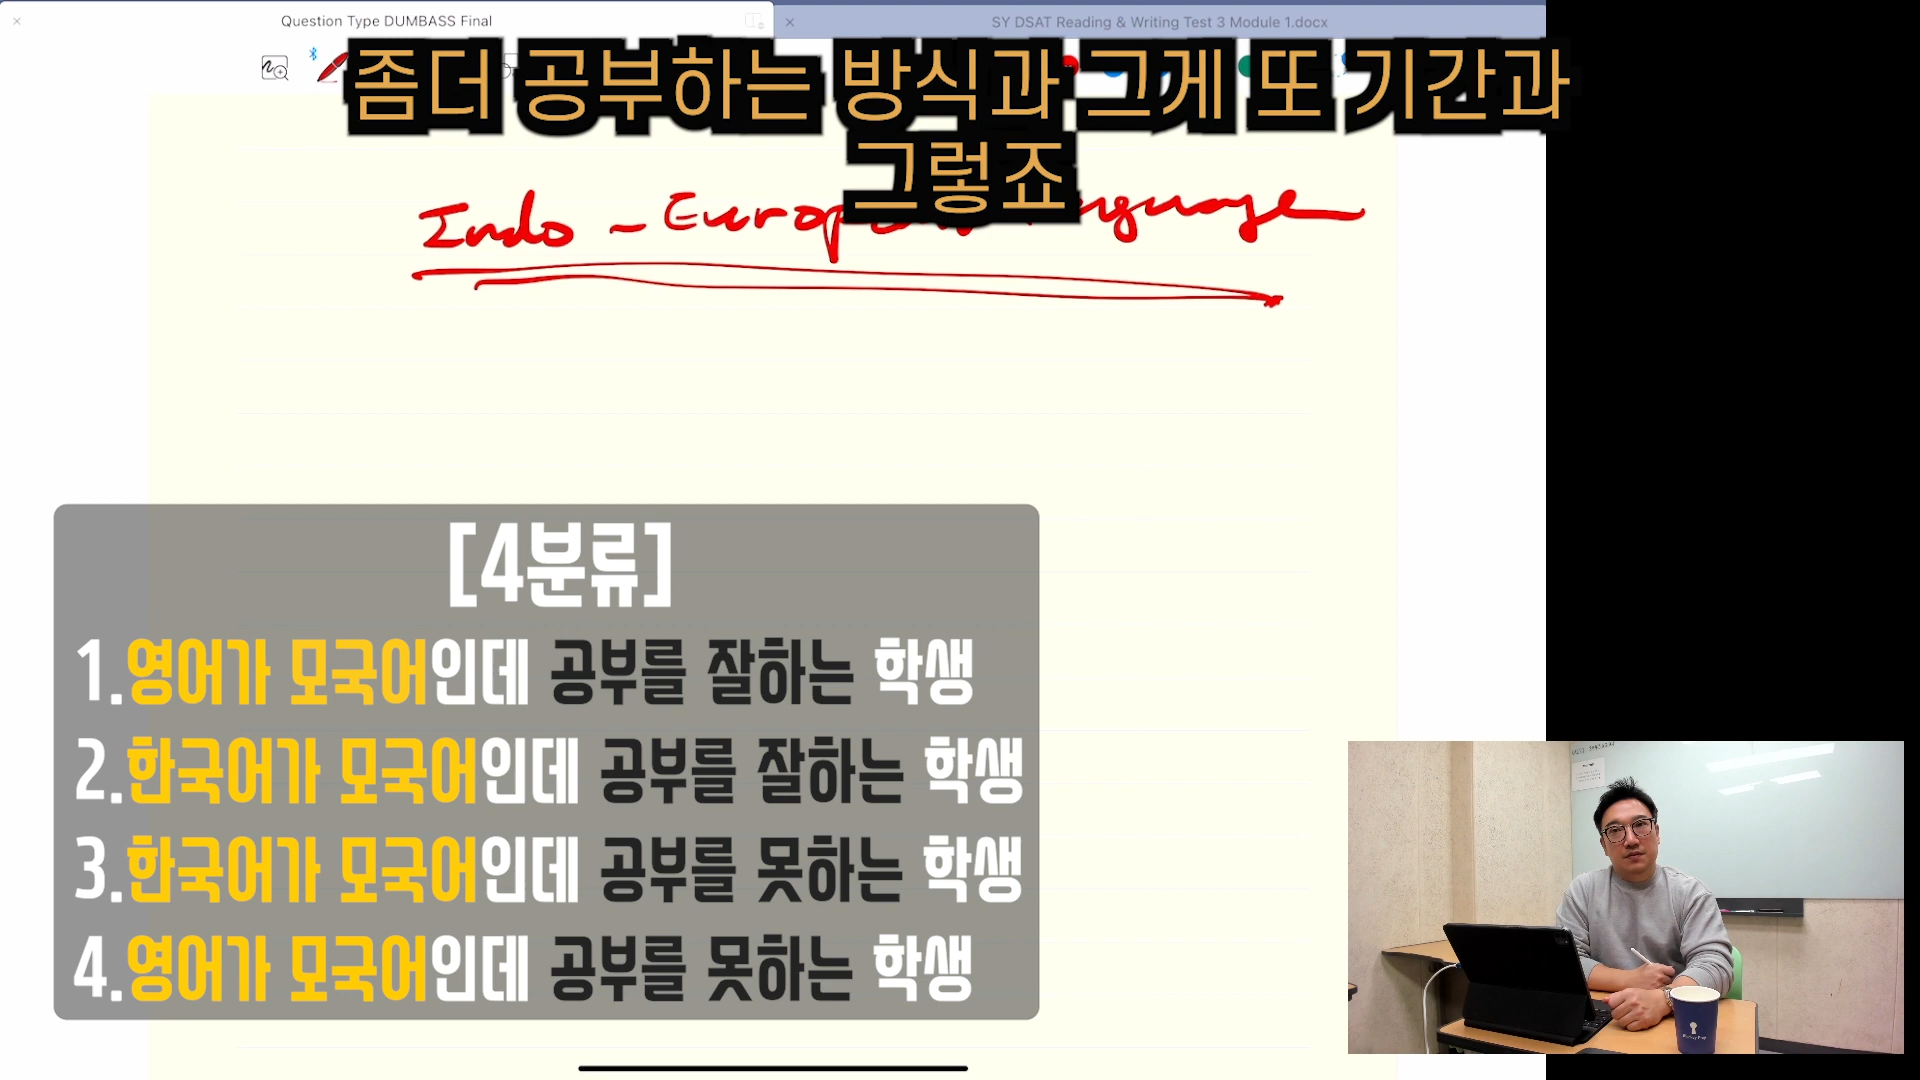 Question Type DUMBASS Final
SY DSAT Reading & Writing Test 3 Module 1.docx
좀더 공부하는 방식과 그게 또 기간과
그렇죠
Indo - Europ nguage
[4분류]
1.영어가 모국어인데 공부를 잘하는 학생
2.한국어가 모국어인데 공부를 잘하는 학생
3.한국어가 모국어인데 공부를 못하는 학생
4.영어가 모국어인데 공부를 못하는 학생